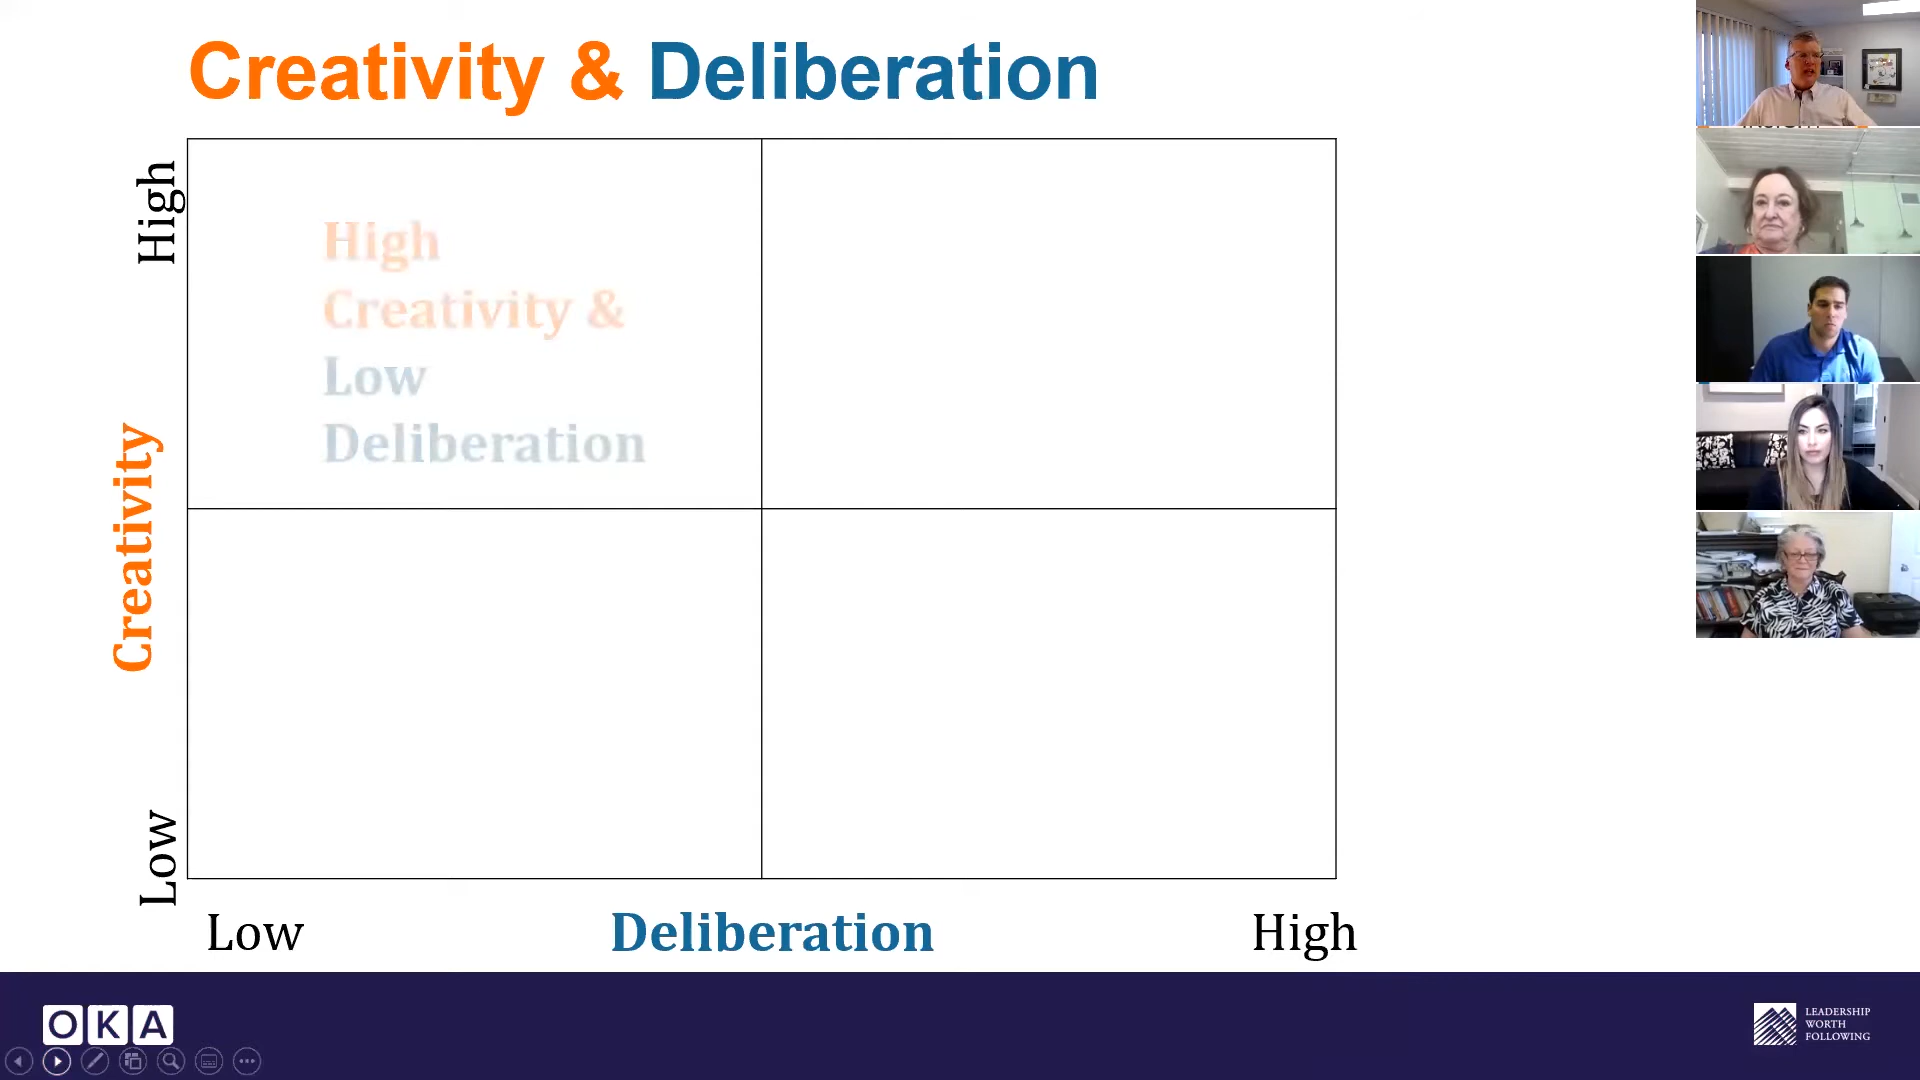 Creativity & Deliberation
High
High
Creativity &
Low
Deliberation
Creativity
Low
Low
Deliberation
High
OKA
LEADERSHIP
WORTH
FOLLOWING